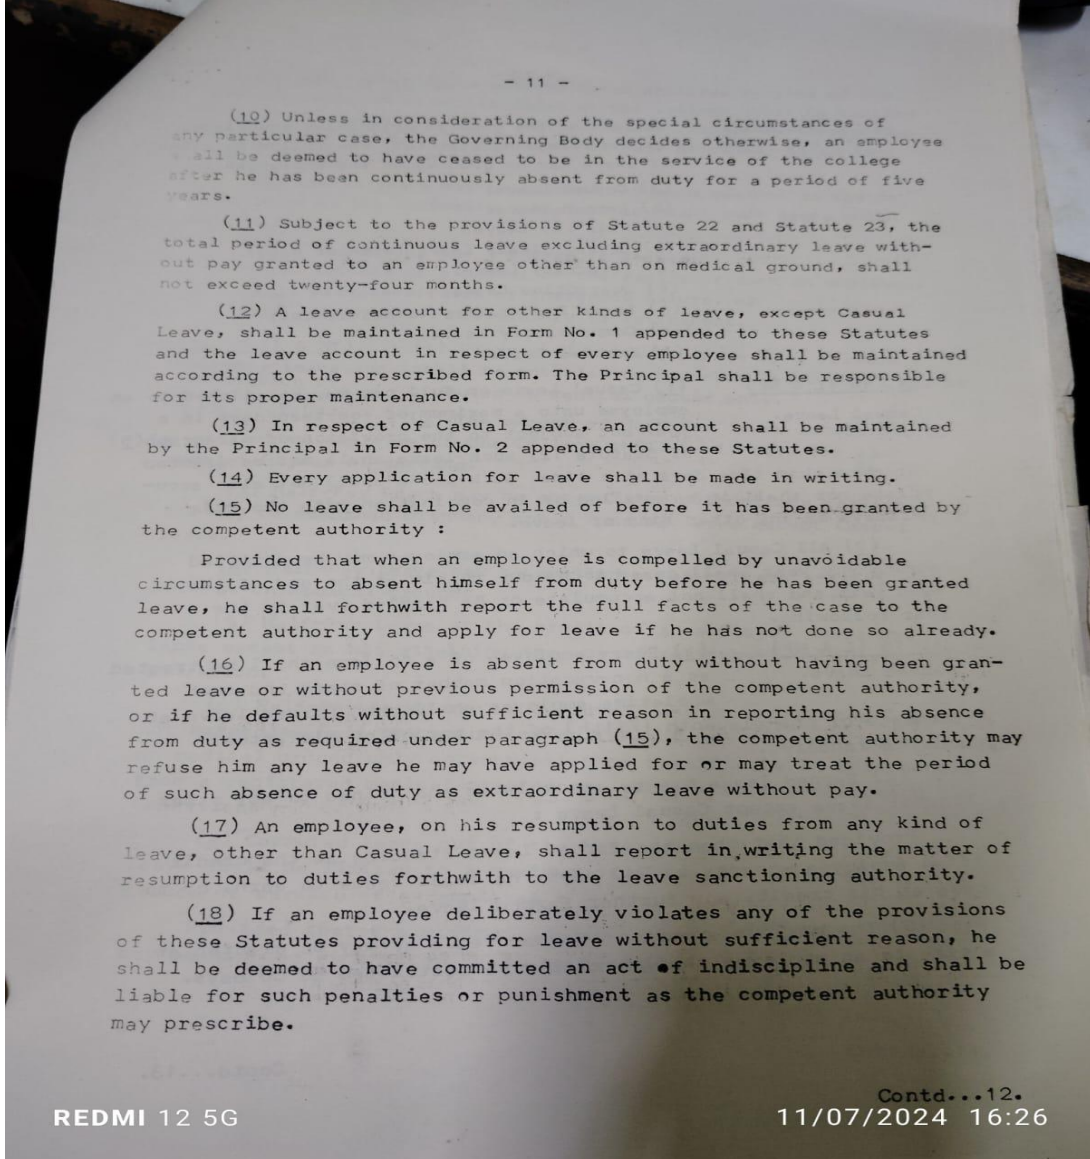 - 11 -
(10) Unless in consideration of the special circumstances of
any particular case, the Governing Body decides otherwise, an employee
shall be deemed to have ceased to be in the service of the college
after he has been continuously absent from duty for a period of five
years.
(11) Subject to the provisions of Statute 22 and Statute 23, the
total period of continuous leave excluding extraordinary leave with-
out pay granted to an employee other than on medical ground, shall
not exceed twenty-four months.
(12) A leave account for other kinds of leave, except Casual
Leave, shall be maintained in Form No. 1 appended to these Statutes
and the leave account in respect of every employee shall be maintained
according to the prescribed form. The Principal shall be responsible
for its proper maintenance.
(13) In respect of Casual Leave, an account shall be maintained
by the Principal in Form No. 2 appended to these Statutes.
(14) Every application for leave shall be made in writing.
(15) No leave shall be availed of before it has been granted by
the competent authority :
Provided that when an employee is compelled by unavoidable
circumstances to absent himself from duty before he has been granted
leave, he shall forthwith report the full facts of the case to the
competent authority and apply for leave if he has not done so already.
(16) If an employee is absent from duty without having been gran-
ted leave or without previous permission of the competent authority,
or if he defaults without sufficient reason in reporting his absence
from duty as required under paragraph (15), the competent authority may
refuse him any leave he may have applied for or may treat the period
of such absence of duty as extraordinary leave without pay.
(17) An employee, on his resumption to duties from any kind of
leave, other than Casual Leave, shall report in writing the matter of
resumption to duties forthwith to the leave sanctioning authority.
(18) If an employee deliberately violates any of the provisions
of these Statutes providing for leave without sufficient reason, he
shall be deemed to have committed an act of indiscipline and shall be
liable for such penalties or punishment as the competent authority
may prescribe.
Contd...12.
REDMI 12 5G
11/07/2024 16:26